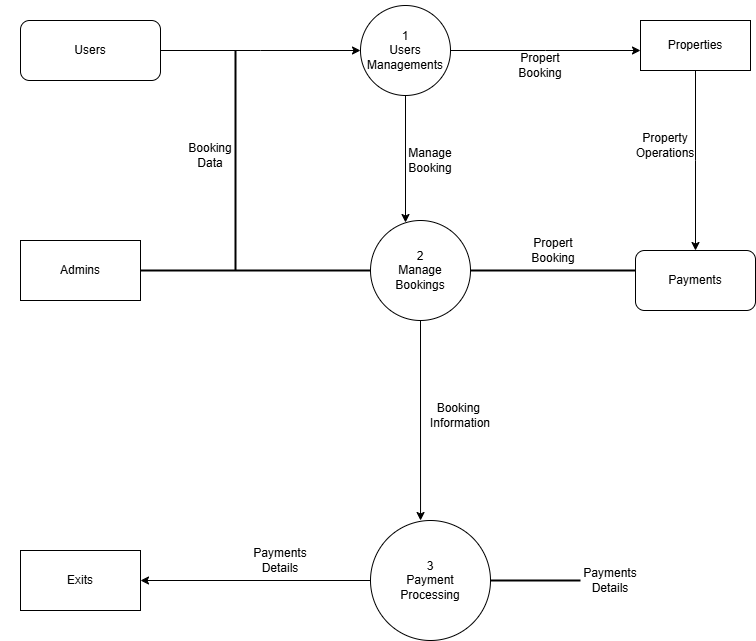 Users
1
Users
Managements
Propert
Booking
Properties
Booking
Data
Manage
Booking
Property
Operations
Admins
2
Manage
Bookings
Propert
Booking
Payments
Booking
Information
Exits
Payments
Details
3
Payment
Processing
Payments
Details